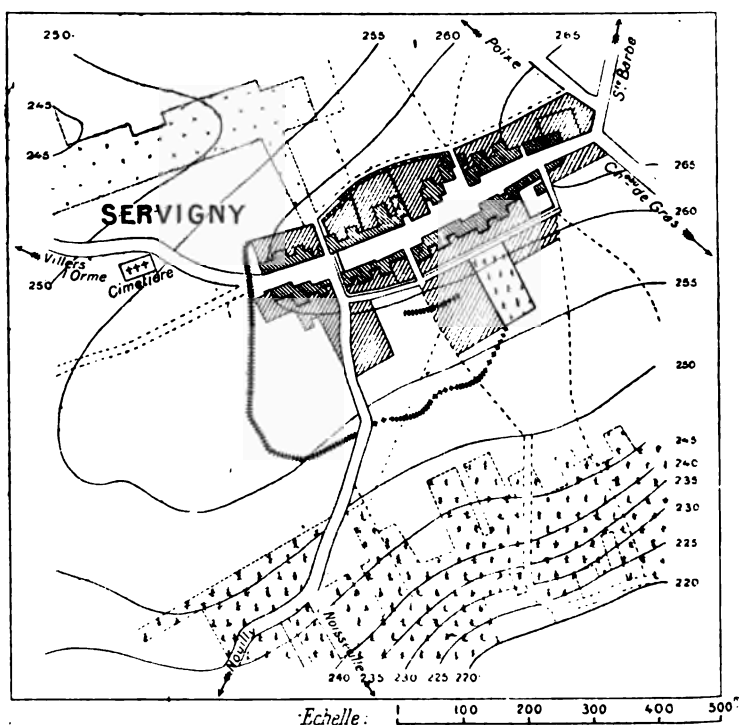 250
255
260
265
Poixe
Ste Barbe
245
245
265
Chau de Gras
260
SERVIGNY
Villers l'Orme
Cimetière
250
255
250
245
240
235
230
225
220
Nouilly
Noisseville
240 235 230 225 220
Echelle: 100 200 300 400 500m